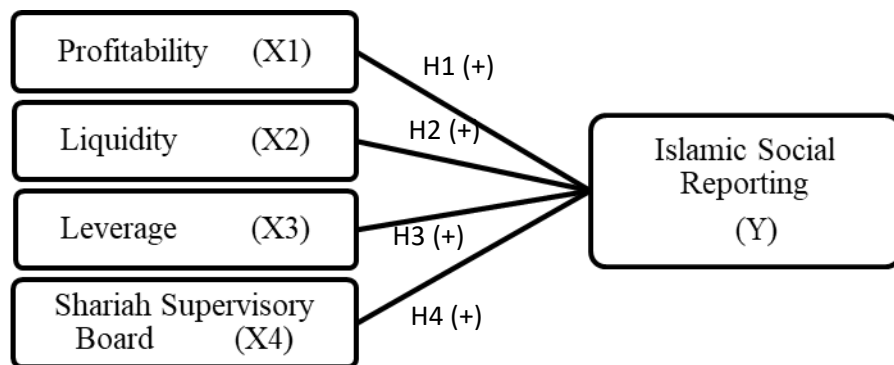 Profitability (X1)
H1 (+)
Liquidity (X2)
H2 (+)
Leverage (X3)
H3 (+)
Shariah Supervisory
Board (X4)
H4 (+)
Islamic Social
Reporting
(Y)